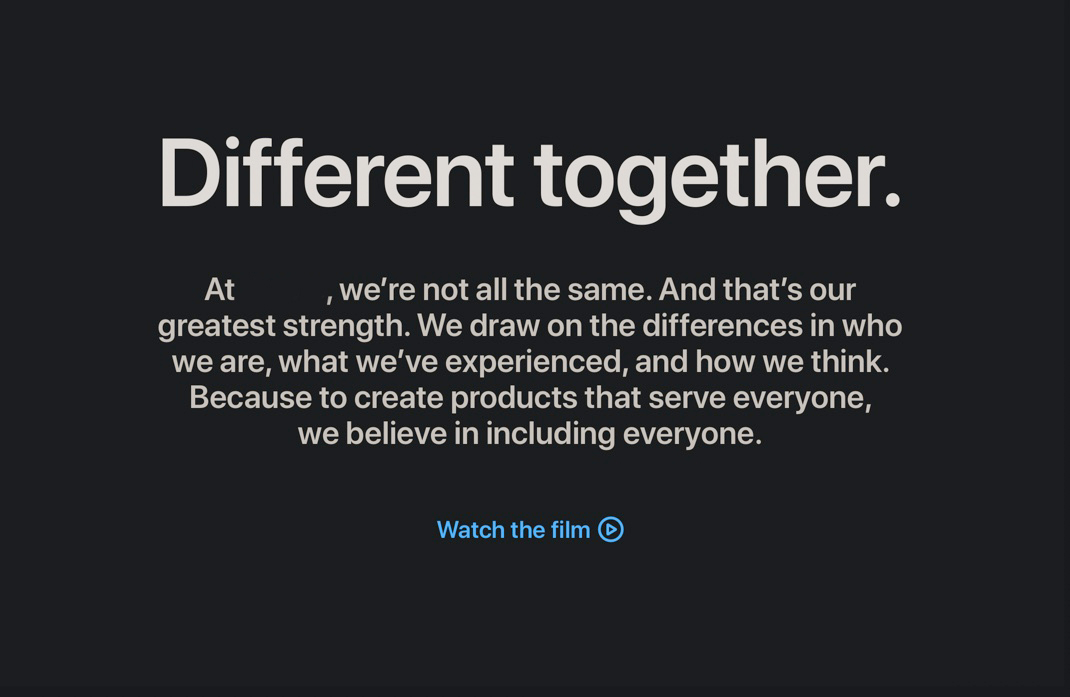 Different together.
At , we’re not all the same. And that’s our
greatest strength. We draw on the differences in who
we are, what we’ve experienced, and how we think.
Because to create products that serve everyone,
we believe in including everyone.
Watch the film